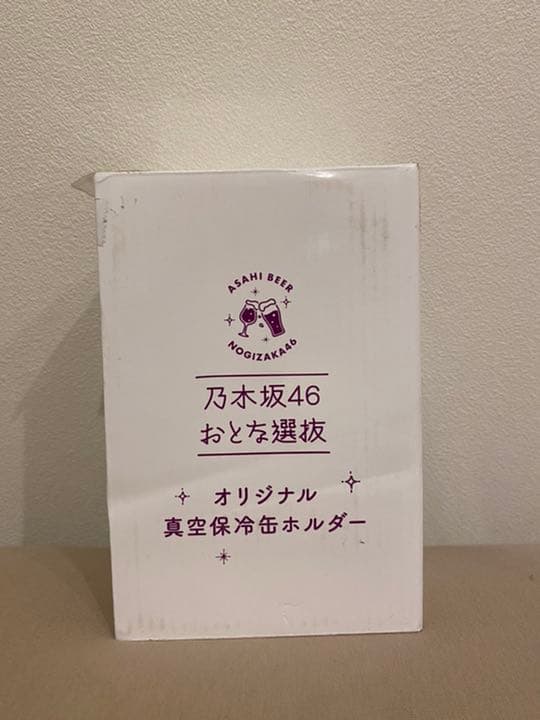 ASAHI BEER
NOGIZAKA46
乃木坂46
おとな選抜
オリジナル
真空保冷缶ホルダー